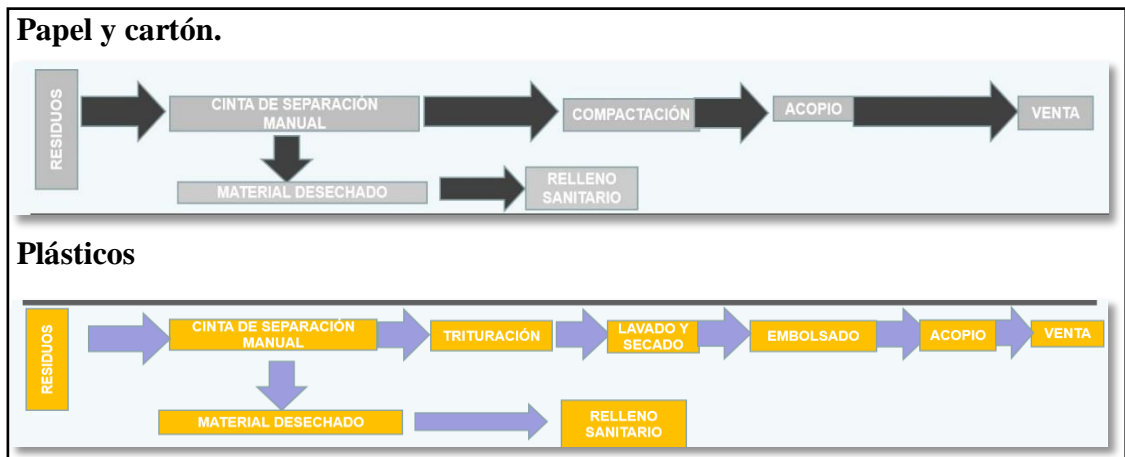 Papel y cartón.
RESIDUOS
CINTA DE SEPARACIÓN
MANUAL
COMPACTACIÓN
ACOPIO
VENTA
MATERIAL DESECHADO
RELLENO
SANITARIO
Plásticos
RESIDUOS
CINTA DE SEPARACIÓN
MANUAL
TRITURACIÓN
LAVADO Y
SECADO
EMBOLSADO
ACOPIO
VENTA
MATERIAL DESECHADO
RELLENO
SANITARIO